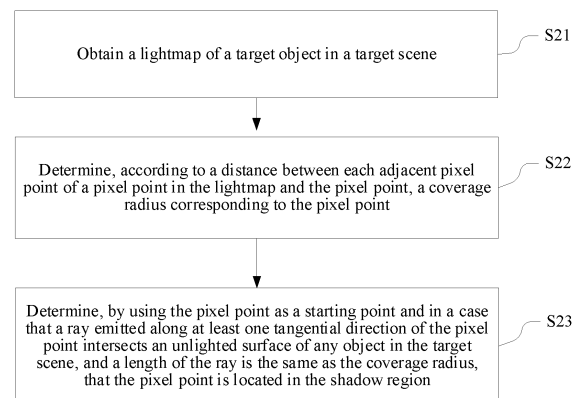 Obtain a lightmap of a target object in a target scene
S21
Determine, according to a distance between each adjacent pixel
point of a pixel point in the lightmap and the pixel point, a coverage
radius corresponding to the pixel point
S22
Determine, by using the pixel point as a starting point and in a case
that a ray emitted along at least one tangential direction of the pixel
point intersects an unlighted surface of any object in the target
scene, and a length of the ray is the same as the coverage radius,
that the pixel point is located in the shadow region
S23